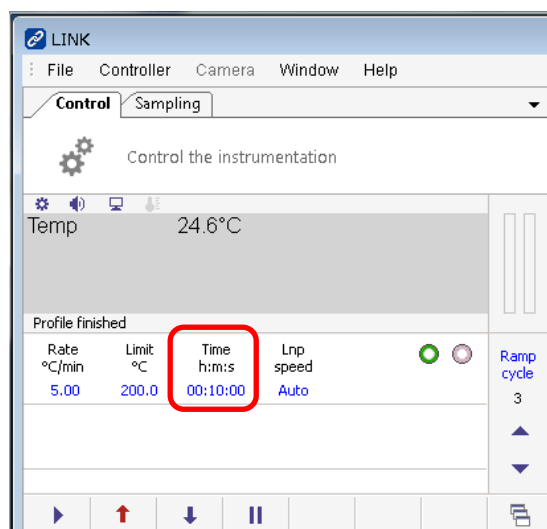 LINK
File Controller Camera Window Help
Control Sampling
Control the instrumentation
Temp 24.6°C
Profile finished
Rate Limit Time Lnp
°C/min °C h:m:s speed
5.00 200.0 00:10:00 Auto
Ramp
cycle
3